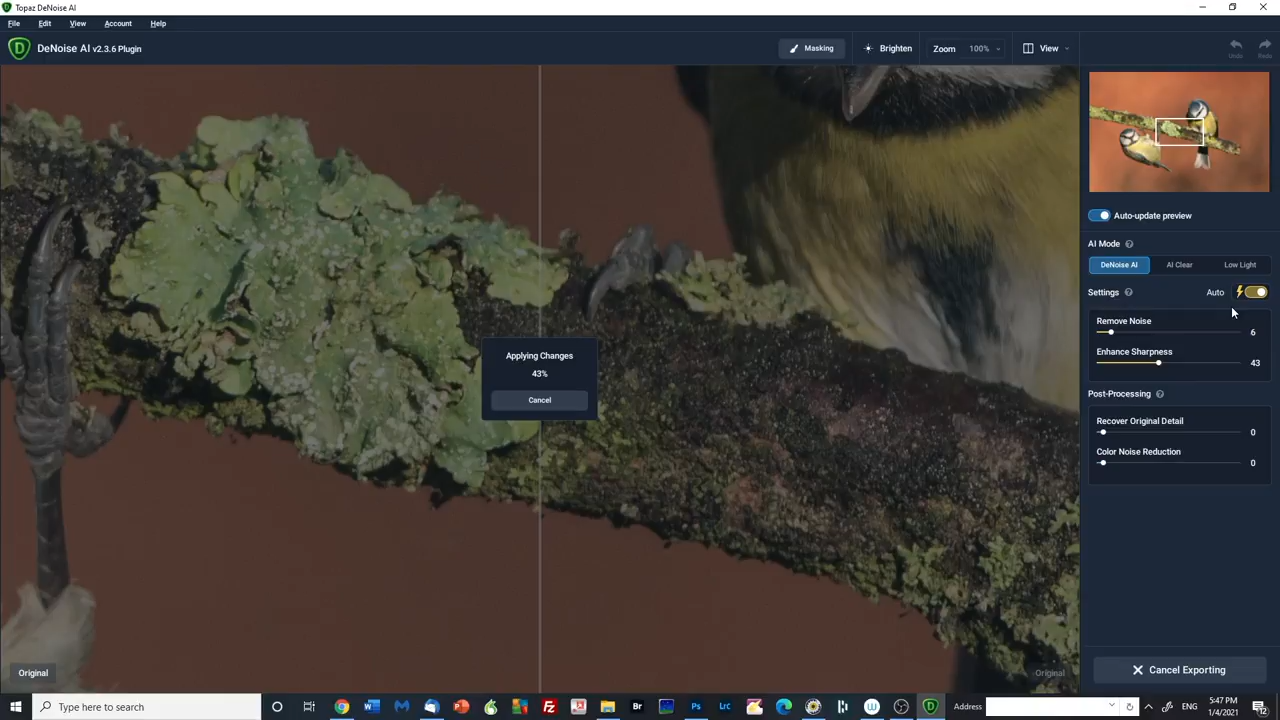 Topaz DeNoise AI
File Edit View Account Help
DeNoise AI v2.3.6 Plugin
Masking Brighten Zoom 100% View Undo Redo
Auto-update preview
AI Mode
DeNoise AI AI Clear Low Light
Settings Auto
Remove Noise
6
Enhance Sharpness
43
Post-Processing
Recover Original Detail
0
Color Noise Reduction
0
Applying Changes
43%
Cancel
Original Original
Cancel Exporting
Type here to search
Address
ENG
5:47 PM
1/4/2021
12